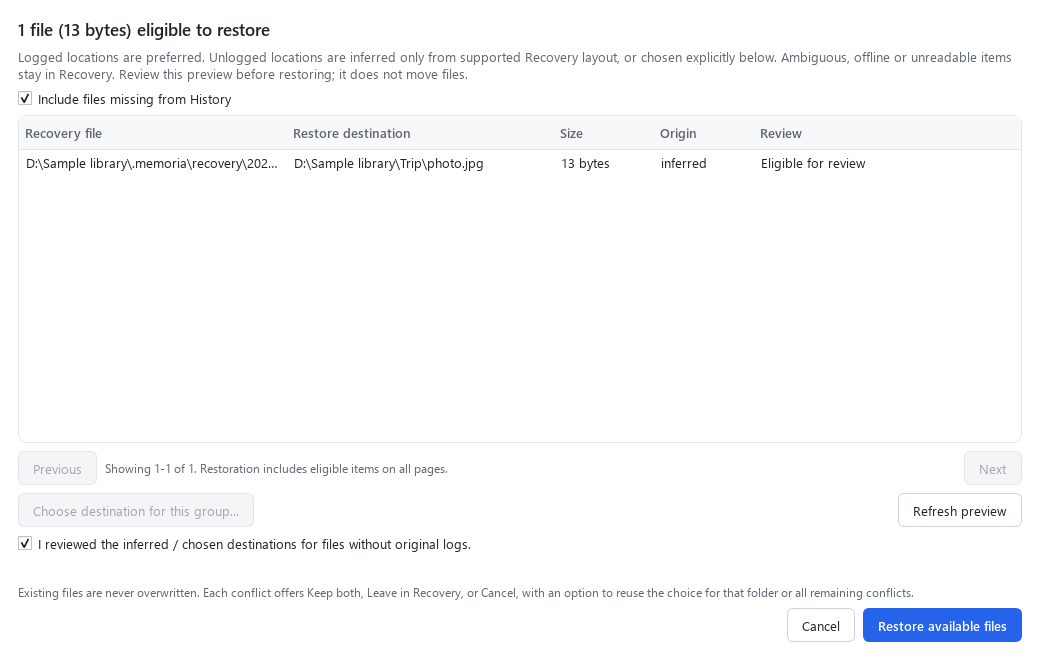 1 file (13 bytes) eligible to restore
Logged locations are preferred. Unlogged locations are inferred only from supported Recovery layout, or chosen explicitly below. Ambiguous, offline or unreadable items
stay in Recovery. Review this preview before restoring; it does not move files.
Include files missing from History
Recovery file Restore destination Size Origin Review
D:\Sample library\.memoria\recovery\202... D:\Sample library\Trip\photo.jpg 13 bytes inferred Eligible for review
Previous Showing 1-1 of 1. Restoration includes eligible items on all pages. Next
Choose destination for this group... Refresh preview
I reviewed the inferred / chosen destinations for files without original logs.
Existing files are never overwritten. Each conflict offers Keep both, Leave in Recovery, or Cancel, with an option to reuse the choice for that folder or all remaining conflicts.
Cancel Restore available files